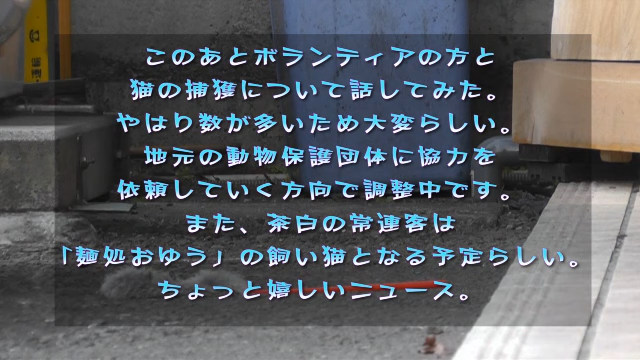 このあとボランティアの方と
猫の捕獲について話してみた。
やはり数が多いため大変らしい。
地元の動物保護団体に協力を
依頼していく方向で調整中です。
また、茶白の常連客は
「麺処おゆう」の飼い猫となる予定らしい。
ちょっと嬉しいニュース。